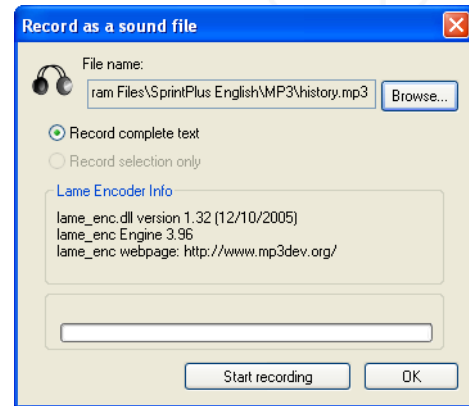 Record as a sound file
File name:
ram Files\SprintPlus English\MP3\history.mp3
Browse...
Record complete text
Record selection only
Lame Encoder Info
lame_enc.dll version 1.32 (12/10/2005)
lame_enc Engine 3.96
lame_enc webpage: http://www.mp3dev.org/
Start recording
OK